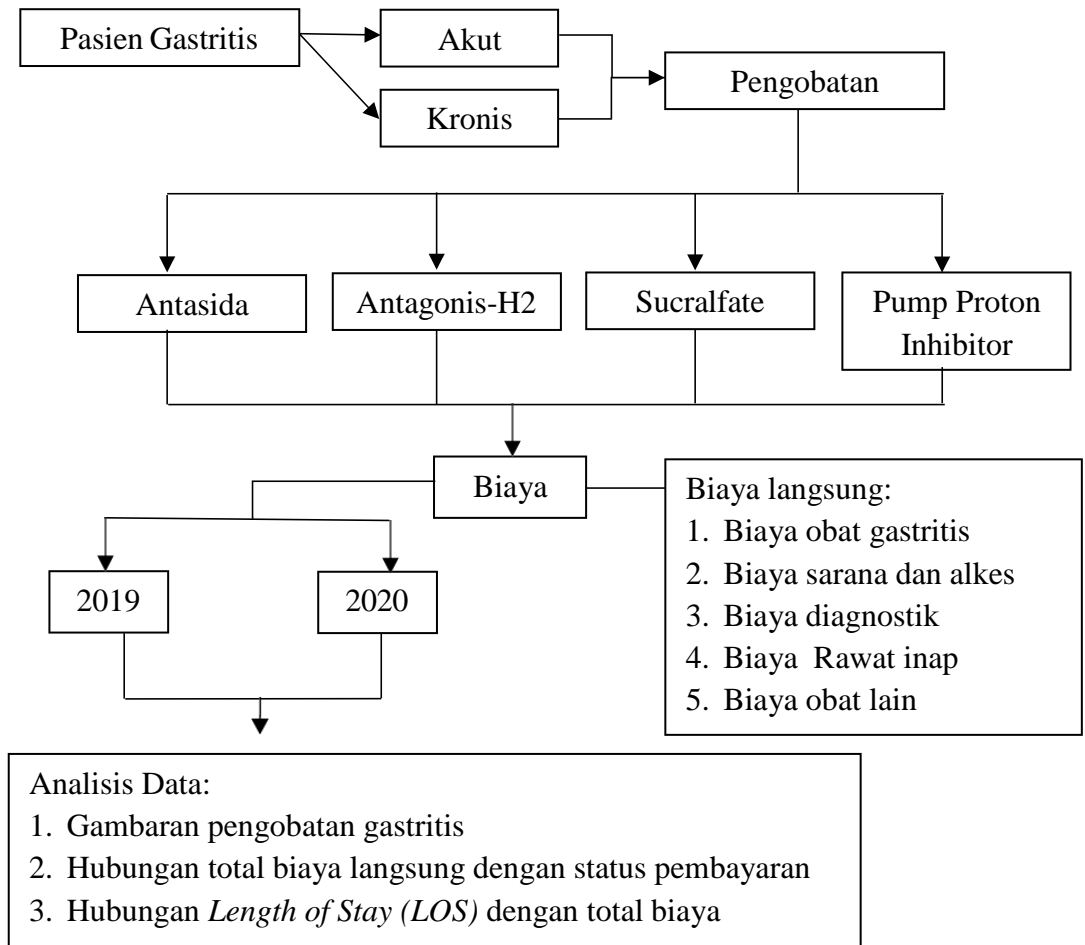 Pasien Gastritis
Akut
Kronis
Pengobatan
Antasida
Antagonis-H2
Sucralfate
Pump Proton
Inhibitor
Biaya
Biaya langsung:
1. Biaya obat gastritis
2. Biaya sarana dan alkes
3. Biaya diagnostik
4. Biaya Rawat inap
5. Biaya obat lain
2019
2020
Analisis Data:
1. Gambaran pengobatan gastritis
2. Hubungan total biaya langsung dengan status pembayaran
3. Hubungan Length of Stay (LOS) dengan total biaya